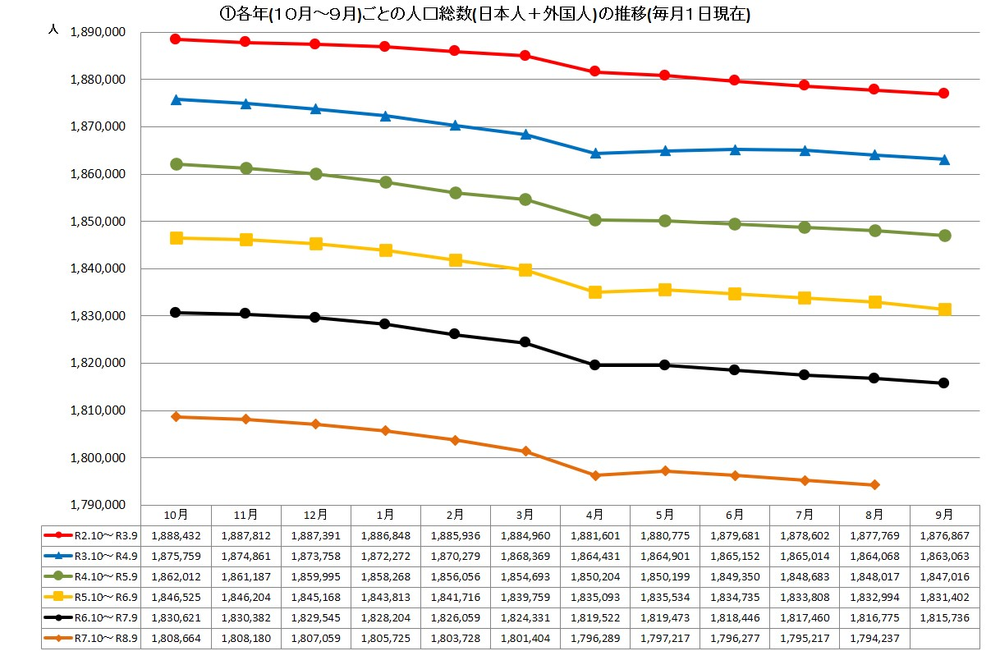 ①各年(10月～9月)ごとの人口総数(日本人＋外国人)の推移(毎月1日現在)
人
1,890,000
1,880,000
1,870,000
1,860,000
1,850,000
1,840,000
1,830,000
1,820,000
1,810,000
1,800,000
1,790,000
10月 11月 12月 1月 2月 3月 4月 5月 6月 7月 8月 9月
R2.10～R3.9 1,888,432 1,887,812 1,887,391 1,886,848 1,885,936 1,884,960 1,881,601 1,880,775 1,879,681 1,878,602 1,877,769 1,876,867
R3.10～R4.9 1,875,759 1,874,861 1,873,758 1,872,272 1,870,279 1,868,369 1,864,431 1,864,901 1,865,152 1,865,014 1,864,068 1,863,063
R4.10～R5.9 1,862,012 1,861,187 1,859,995 1,858,268 1,856,056 1,854,693 1,850,204 1,850,199 1,849,350 1,848,683 1,848,017 1,847,016
R5.10～R6.9 1,846,525 1,846,204 1,845,168 1,843,813 1,841,716 1,839,759 1,835,093 1,835,534 1,834,735 1,833,808 1,832,994 1,831,402
R6.10～R7.9 1,830,621 1,830,382 1,829,545 1,828,204 1,826,059 1,824,331 1,819,522 1,819,473 1,818,446 1,817,460 1,816,775 1,815,736
R7.10～R8.9 1,808,664 1,808,180 1,807,059 1,805,725 1,803,728 1,801,404 1,796,289 1,797,217 1,796,277 1,795,217 1,794,237